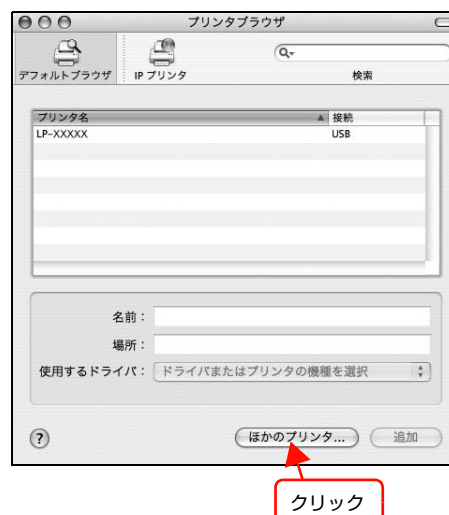 プリンタブラウザ
デフォルトブラウザ
IP プリンタ
検索
プリンタ名 接続
LP-XXXXX USB
名前：
場所：
使用するドライバ： ドライバまたはプリンタの機種を選択
? ほかのプリンタ... 追加
クリック